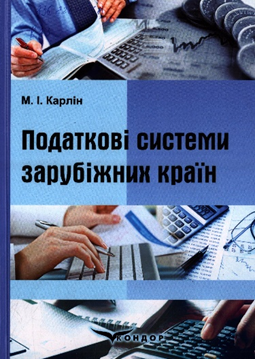 М. І. Карлін
Податкові системи
зарубіжних країн
КОНДОР